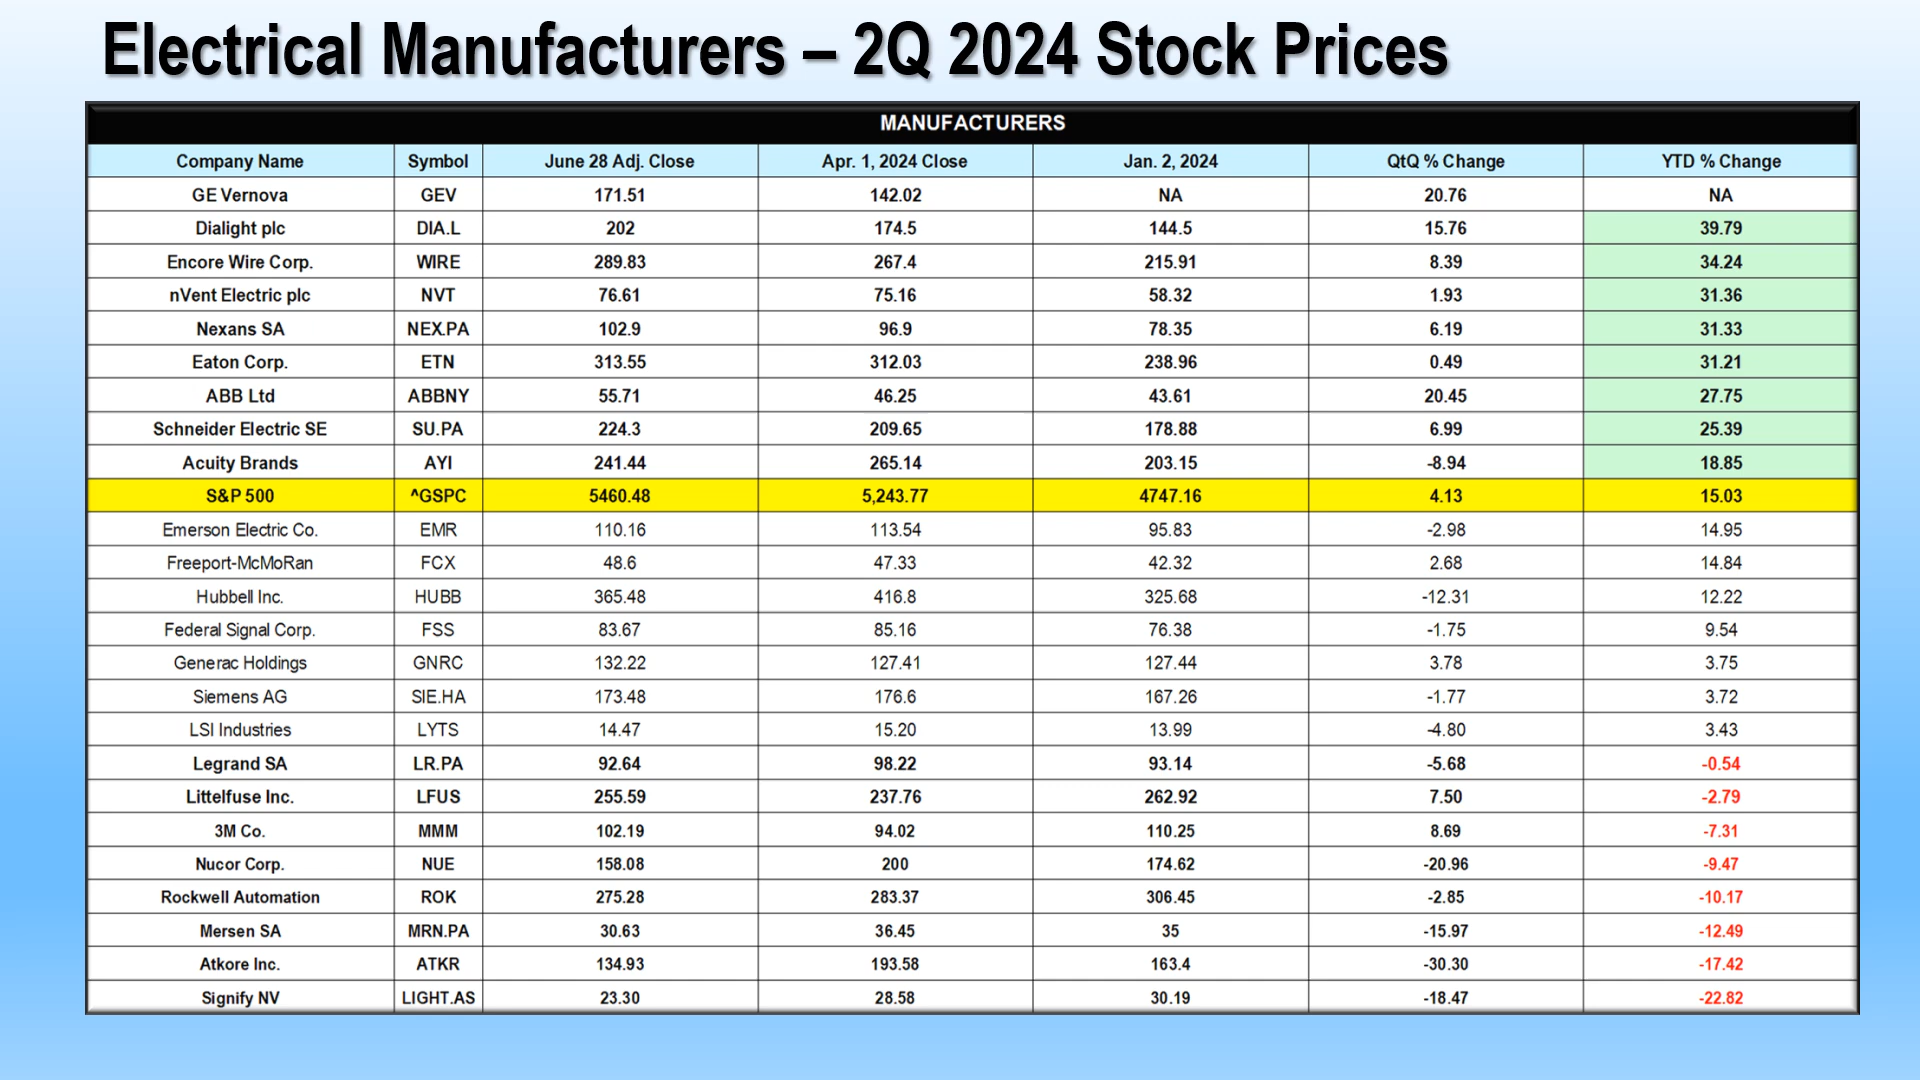 Electrical Manufacturers – 2Q 2024 Stock Prices
MANUFACTURERS
Company Name Symbol June 28 Adj. Close Apr. 1, 2024 Close Jan. 2, 2024 QtQ % Change YTD % Change
GE Vernova GEV 171.51 142.02 NA 20.76 NA
Dialight plc DIA.L 202 174.5 144.5 15.76 39.79
Encore Wire Corp. WIRE 289.83 267.4 215.91 8.39 34.24
nVent Electric plc NVT 76.61 75.16 58.32 1.93 31.36
Nexans SA NEX.PA 102.9 96.9 78.35 6.19 31.33
Eaton Corp. ETN 313.55 312.03 238.96 0.49 31.21
ABB Ltd ABBNY 55.71 46.25 43.61 20.45 27.75
Schneider Electric SE SU.PA 224.3 209.65 178.88 6.99 25.39
Acuity Brands AYI 241.44 265.14 203.15 -8.94 18.85
S&P 500 ^GSPC 5460.48 5,243.77 4747.16 4.13 15.03
Emerson Electric Co. EMR 110.16 113.54 95.83 -2.98 14.95
Freeport-McMoRan FCX 48.6 47.33 42.32 2.68 14.84
Hubbell Inc. HUBB 365.48 416.8 325.68 -12.31 12.22
Federal Signal Corp. FSS 83.67 85.16 76.38 -1.75 9.54
Generac Holdings GNRC 132.22 127.41 127.44 3.78 3.75
Siemens AG SIE.HA 173.48 176.6 167.26 -1.77 3.72
LSI Industries LYTS 14.47 15.20 13.99 -4.80 3.43
Legrand SA LR.PA 92.64 98.22 93.14 -5.68 -0.54
Littelfuse Inc. LFUS 255.59 237.76 262.92 7.50 -2.79
3M Co. MMM 102.19 94.02 110.25 8.69 -7.31
Nucor Corp. NUE 158.08 200 174.62 -20.96 -9.47
Rockwell Automation ROK 275.28 283.37 306.45 -2.85 -10.17
Mersen SA MRN.PA 30.63 36.45 35 -15.97 -12.49
Atkore Inc. ATKR 134.93 193.58 163.4 -30.30 -17.42
Signify NV LIGHT.AS 23.30 28.58 30.19 -18.47 -22.82